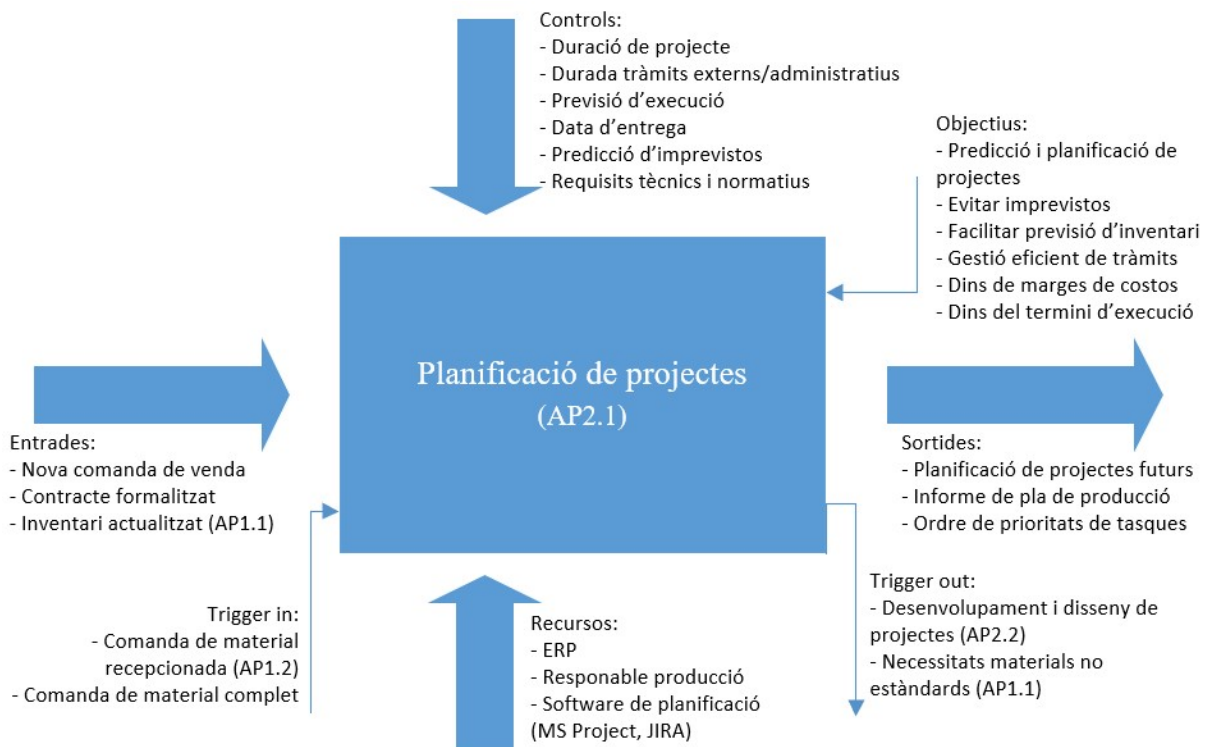 Controls:
- Duració de projecte
- Durada tràmits externs/administratius
- Previsió d’execució
- Data d’entrega
- Predicció d’imprevistos
- Requisits tècnics i normatius
Objectius:
- Predicció i planificació de
projectes
- Evitar imprevistos
- Facilitar previsió d’inventari
- Gestió eficient de tràmits
- Dins de marges de costos
- Dins del termini d’execució
Planificació de projectes
(AP2.1)
Entrades:
- Nova comanda de venda
- Contracte formalitzat
- Inventari actualitzat (AP1.1)
Sortides:
- Planificació de projectes futurs
- Informe de pla de producció
- Ordre de prioritats de tasques
Trigger in:
- Comanda de material
recepcionada (AP1.2)
- Comanda de material complet
Recursos:
- ERP
- Responable producció
- Software de planificació
(MS Project, JIRA)
Trigger out:
- Desenvolupament i disseny de
projectes (AP2.2)
- Necessitats materials no
estàndards (AP1.1)